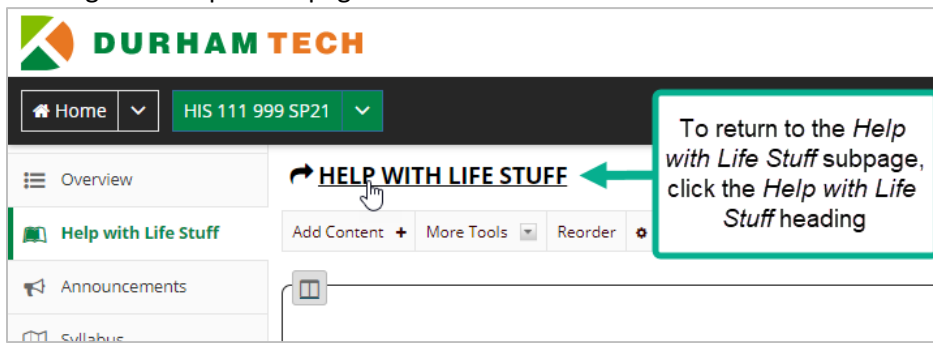 DURHAM TECH
Home
HIS 111 999 SP21
To return to the Help
with Life Stuff subpage,
click the Help with Life
Stuff heading
Overview
HELP WITH LIFE STUFF
Help with Life Stuff
Add Content + More Tools Reorder
Announcements
Syllabus